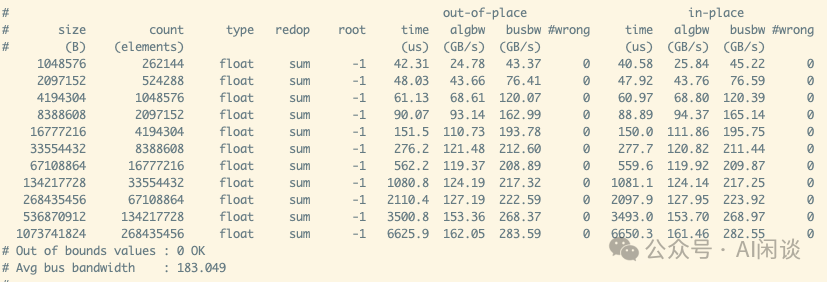 #                                                              out-of-place                       in-place
#       size         count      type   redop    root     time   algbw   busbw #wrong     time   algbw   busbw #wrong
#        (B)    (elements)                               (us)  (GB/s)  (GB/s)            (us)  (GB/s)  (GB/s)
     1048576        262144     float     sum      -1    42.31   24.78   43.37      0    40.58   25.84   45.22      0
     2097152        524288     float     sum      -1    48.03   43.66   76.41      0    47.92   43.76   76.59      0
     4194304       1048576     float     sum      -1    61.13   68.61  120.07      0    60.97   68.80  120.39      0
     8388608       2097152     float     sum      -1    90.07   93.14  162.99      0    88.89   94.37  165.14      0
    16777216       4194304     float     sum      -1    151.5  110.73  193.78      0    150.0  111.86  195.75      0
    33554432       8388608     float     sum      -1    276.2  121.48  212.60      0    277.7  120.82  211.44      0
    67108864      16777216     float     sum      -1    562.2  119.37  208.89      0    559.6  119.92  209.87      0
   134217728      33554432     float     sum      -1   1080.8  124.19  217.32      0   1081.1  124.14  217.25      0
   268435456      67108864     float     sum      -1   2110.4  127.19  222.59      0   2097.9  127.95  223.92      0
   536870912     134217728     float     sum      -1   3500.8  153.36  268.37      0   3493.0  153.70  268.97      0
  1073741824     268435456     float     sum      -1   6625.9  162.05  283.59      0   6650.3  161.46  282.55      0
# Out of bounds values : 0 OK
# Avg bus bandwidth    : 183.049
#
公众号 · AI闲谈